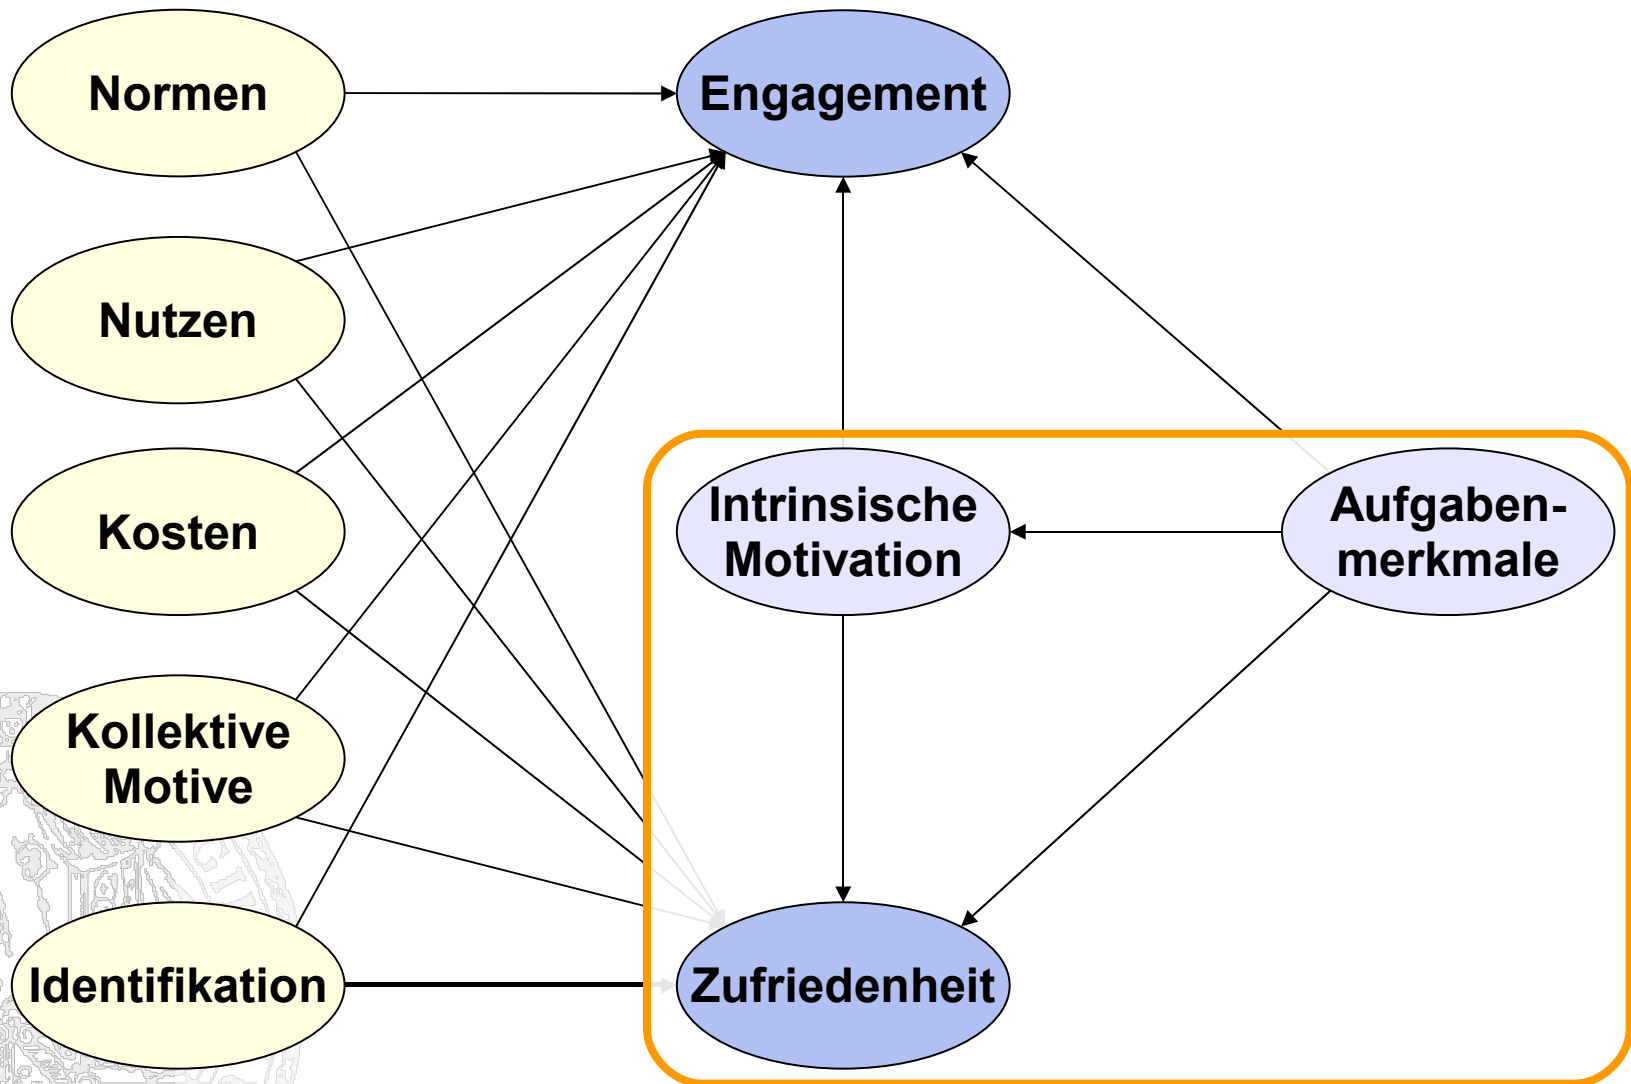 Normen
Engagement
Nutzen
Kosten
Intrinsische
Motivation
Aufgaben-
merkmale
Kollektive
Motive
Identifikation
Zufriedenheit